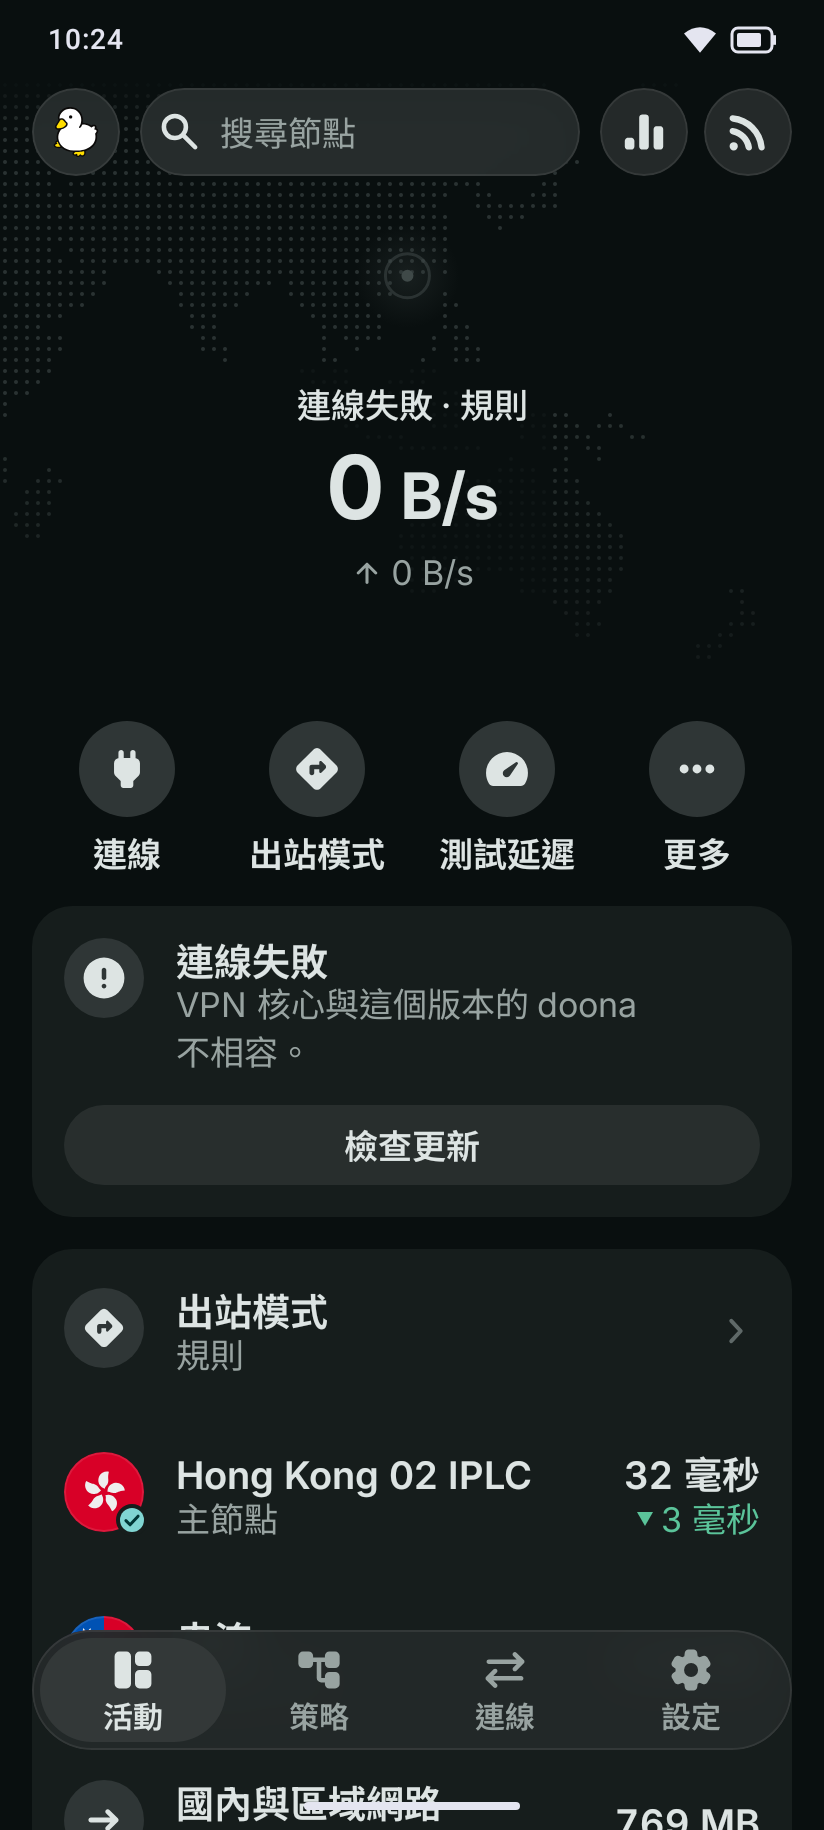 10:24
搜尋節點
連線失敗 · 規則
0 B/s
↑ 0 B/s
連線
出站模式
測試延遲
更多
連線失敗
VPN 核心與這個版本的 doona
不相容。
檢查更新
出站模式
規則
Hong Kong 02 IPLC
32 毫秒
主節點
▼3 毫秒
活動
策略
連線
設定
國內與區域網路
769 MB